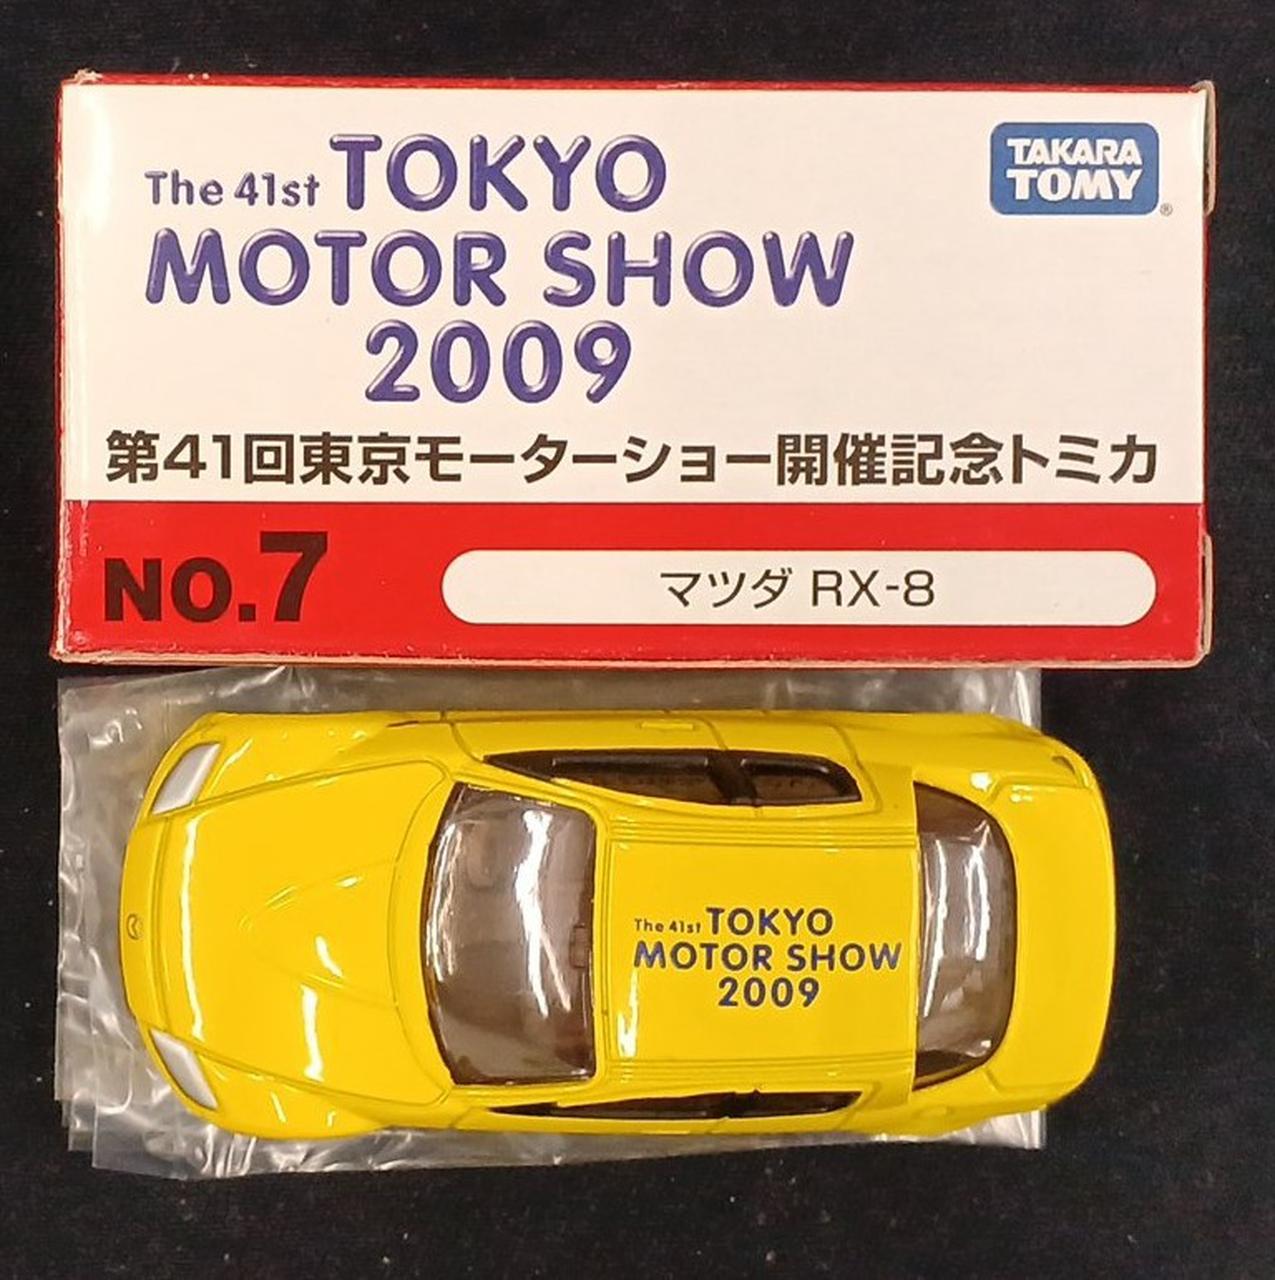 The 41st TOKYO
MOTOR SHOW
2009
TAKARA
TOMY
®
第41回東京モーターショー開催記念トミカ
NO.7
マツダ RX-8
The 41st TOKYO
MOTOR SHOW
2009